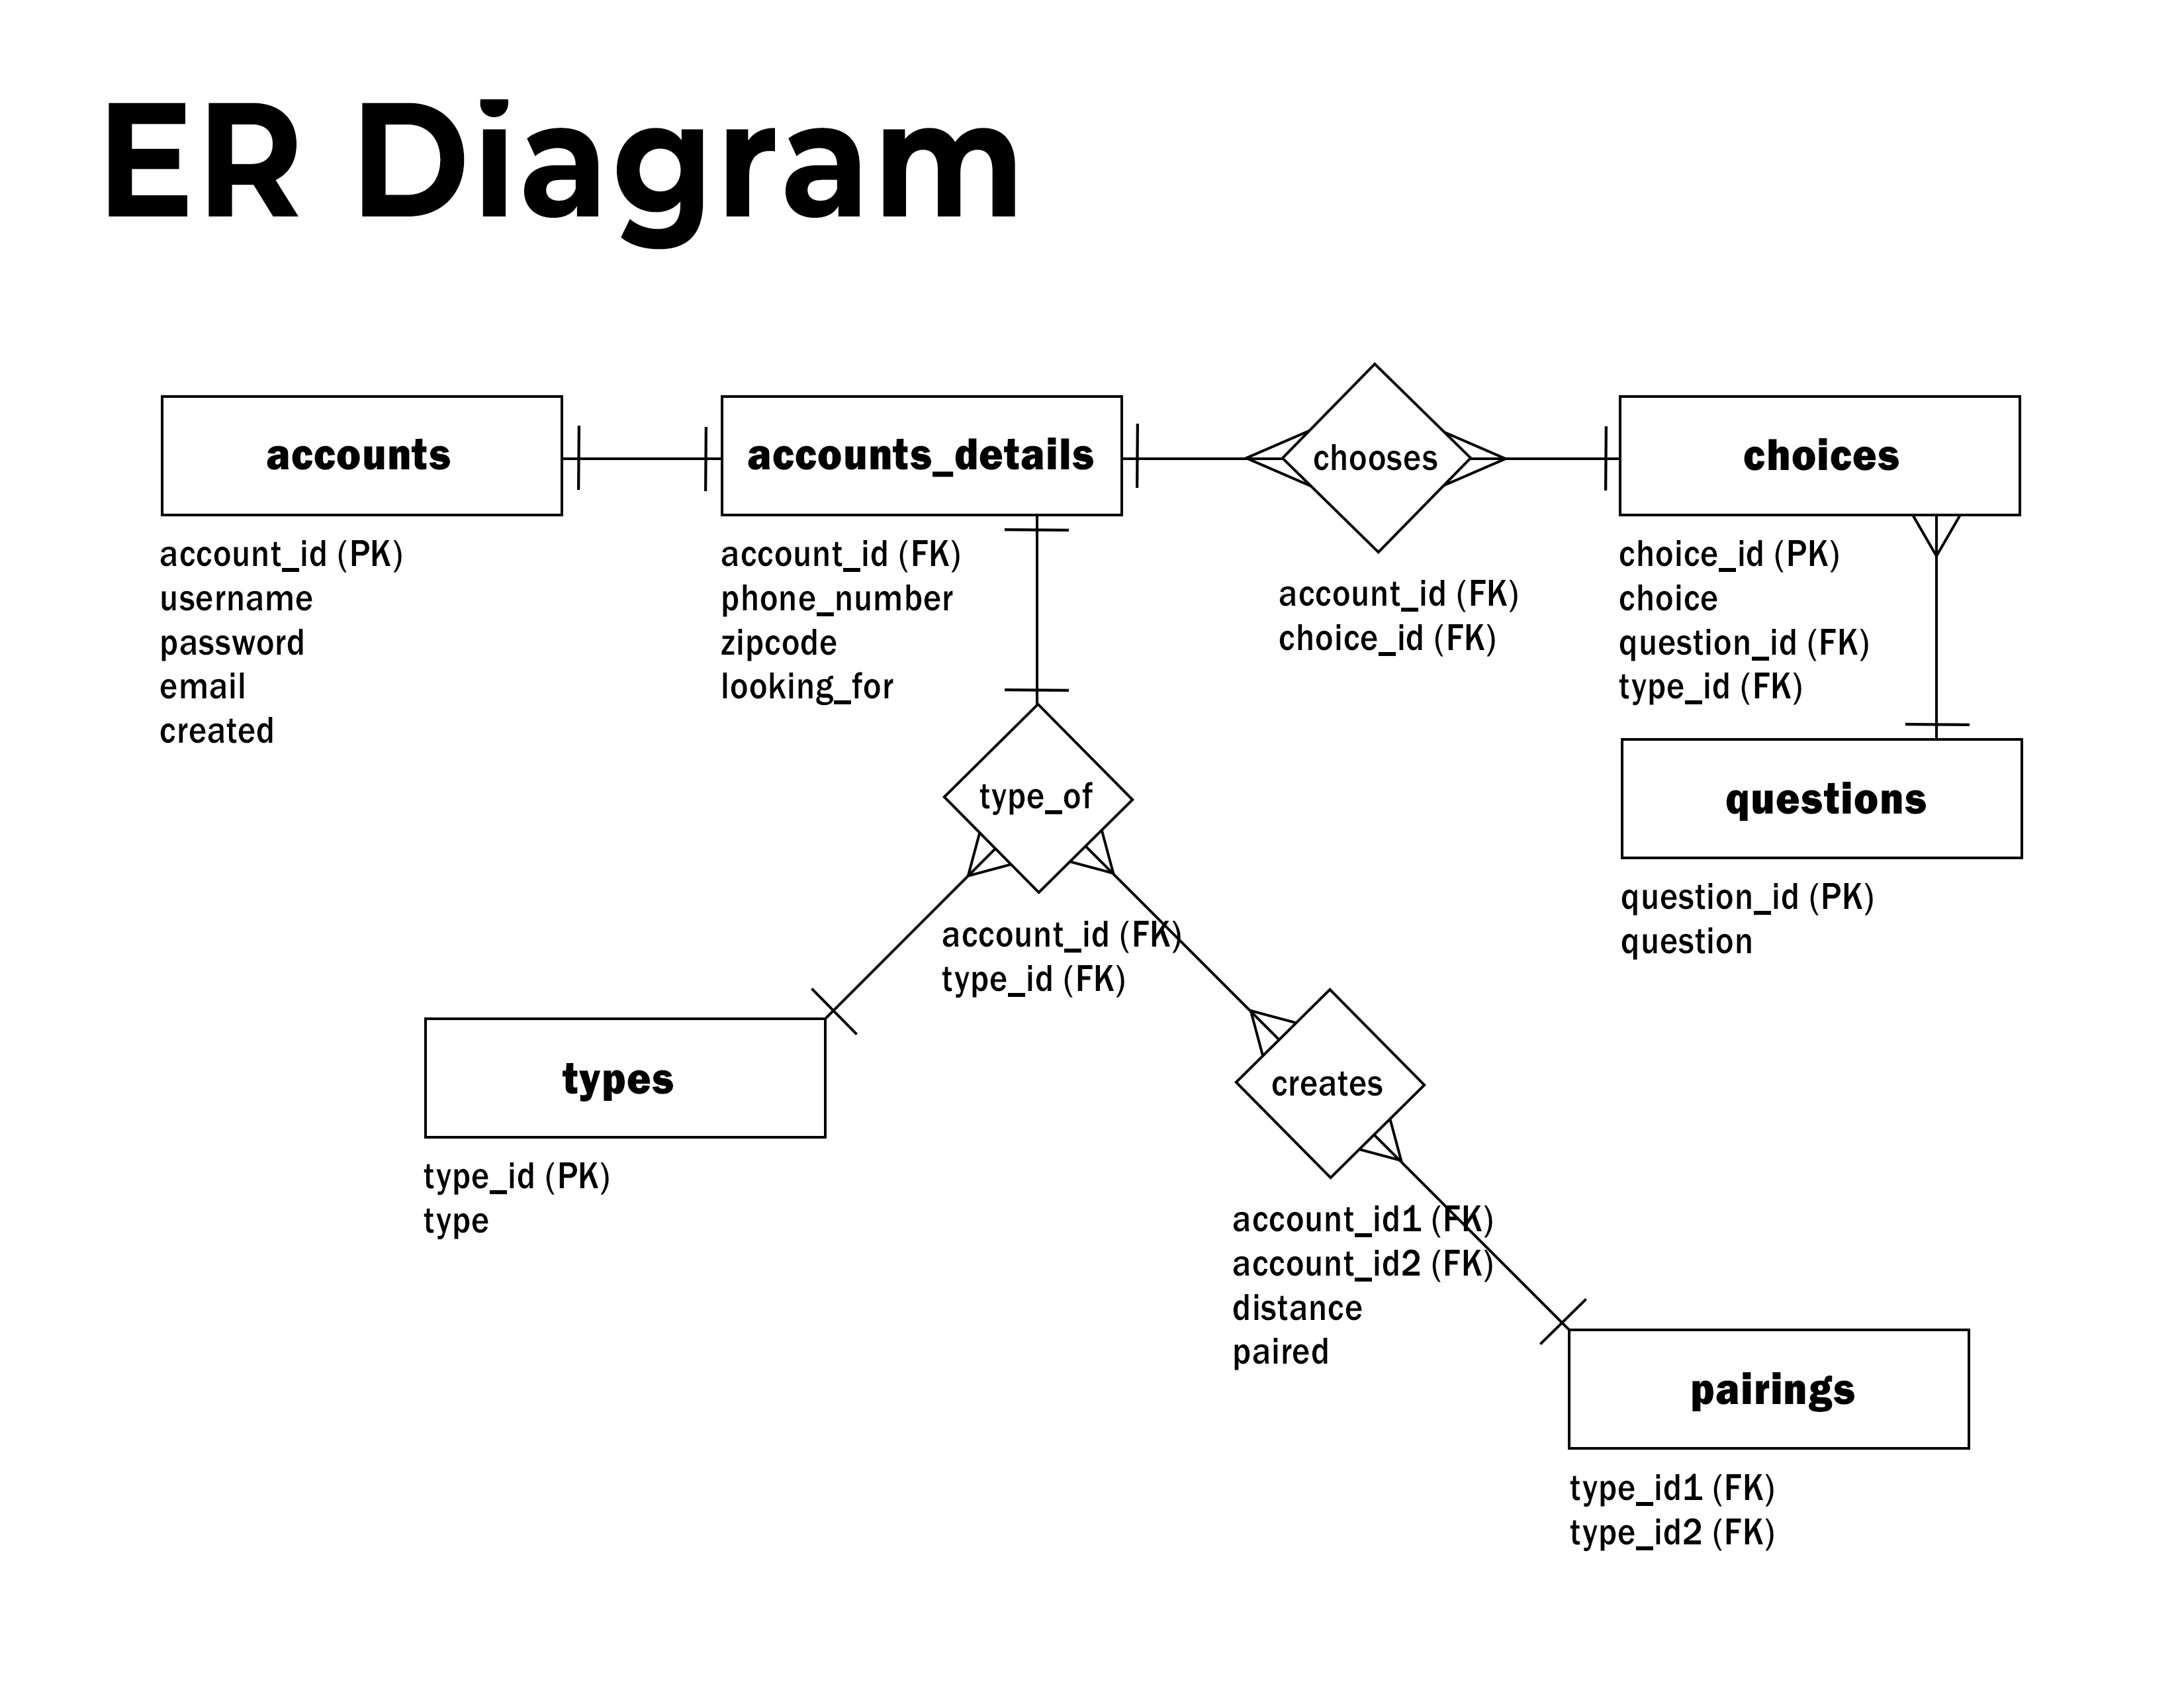 ER Diagram
accounts
account_id (PK)
username
password
email
created
accounts_details
account_id (FK)
phone_number
zipcode
looking_for
chooses
account_id (FK)
choice_id (FK)
choices
choice_id (PK)
choice
question_id (FK)
type_id (FK)
type_of
account_id (FK)
type_id (FK)
questions
question_id (PK)
question
types
type_id (PK)
type
creates
account_id1 (FK)
account_id2 (FK)
distance
paired
pairings
type_id1 (FK)
type_id2 (FK)